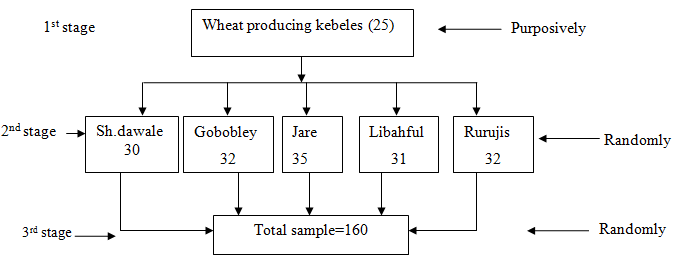 1st stage
Wheat producing kebeles (25)
Purposively
2nd stage
Sh.dawale
30
Gobobley
32
Jare
35
Libahful
31
Rurujis
32
Randomly
3rd stage
Total sample=160
Randomly